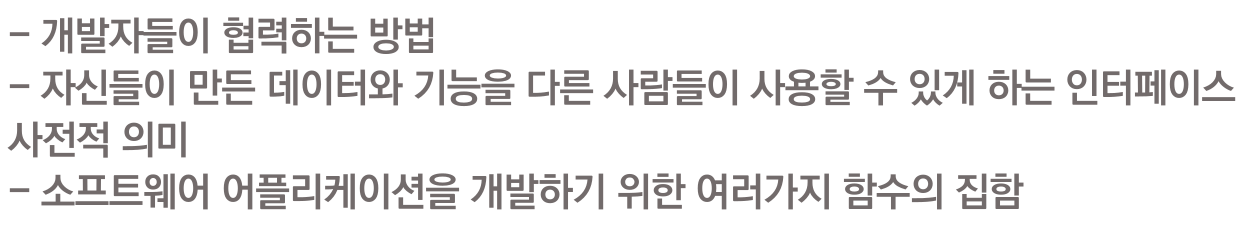 - 개발자들이 협력하는 방법
- 자신들이 만든 데이터와 기능을 다른 사람들이 사용할 수 있게 하는 인터페이스
사전적 의미
- 소프트웨어 어플리케이션을 개발하기 위한 여러가지 함수의 집함